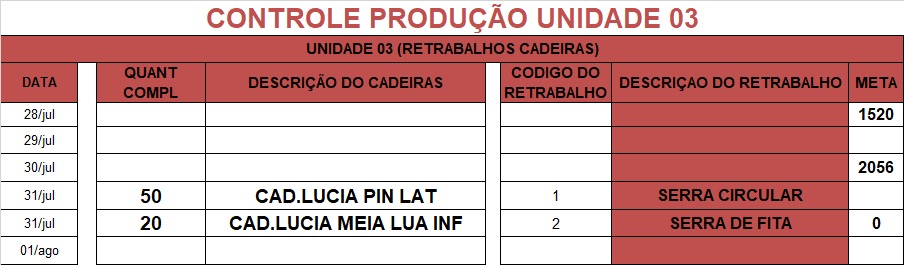 CONTROLE PRODUÇÃO UNIDADE 03
UNIDADE 03 (RETRABALHOS CADEIRAS)
DATA QUANT COMPL DESCRIÇÃO DO CADEIRAS CODIGO DO RETRABALHO DESCRIÇAO DO RETRABALHO META
28/jul 1520
29/jul
30/jul 2056
31/jul 50 CAD.LUCIA PIN LAT 1 SERRA CIRCULAR
31/jul 20 CAD.LUCIA MEIA LUA INF 2 SERRA DE FITA 0
01/ago